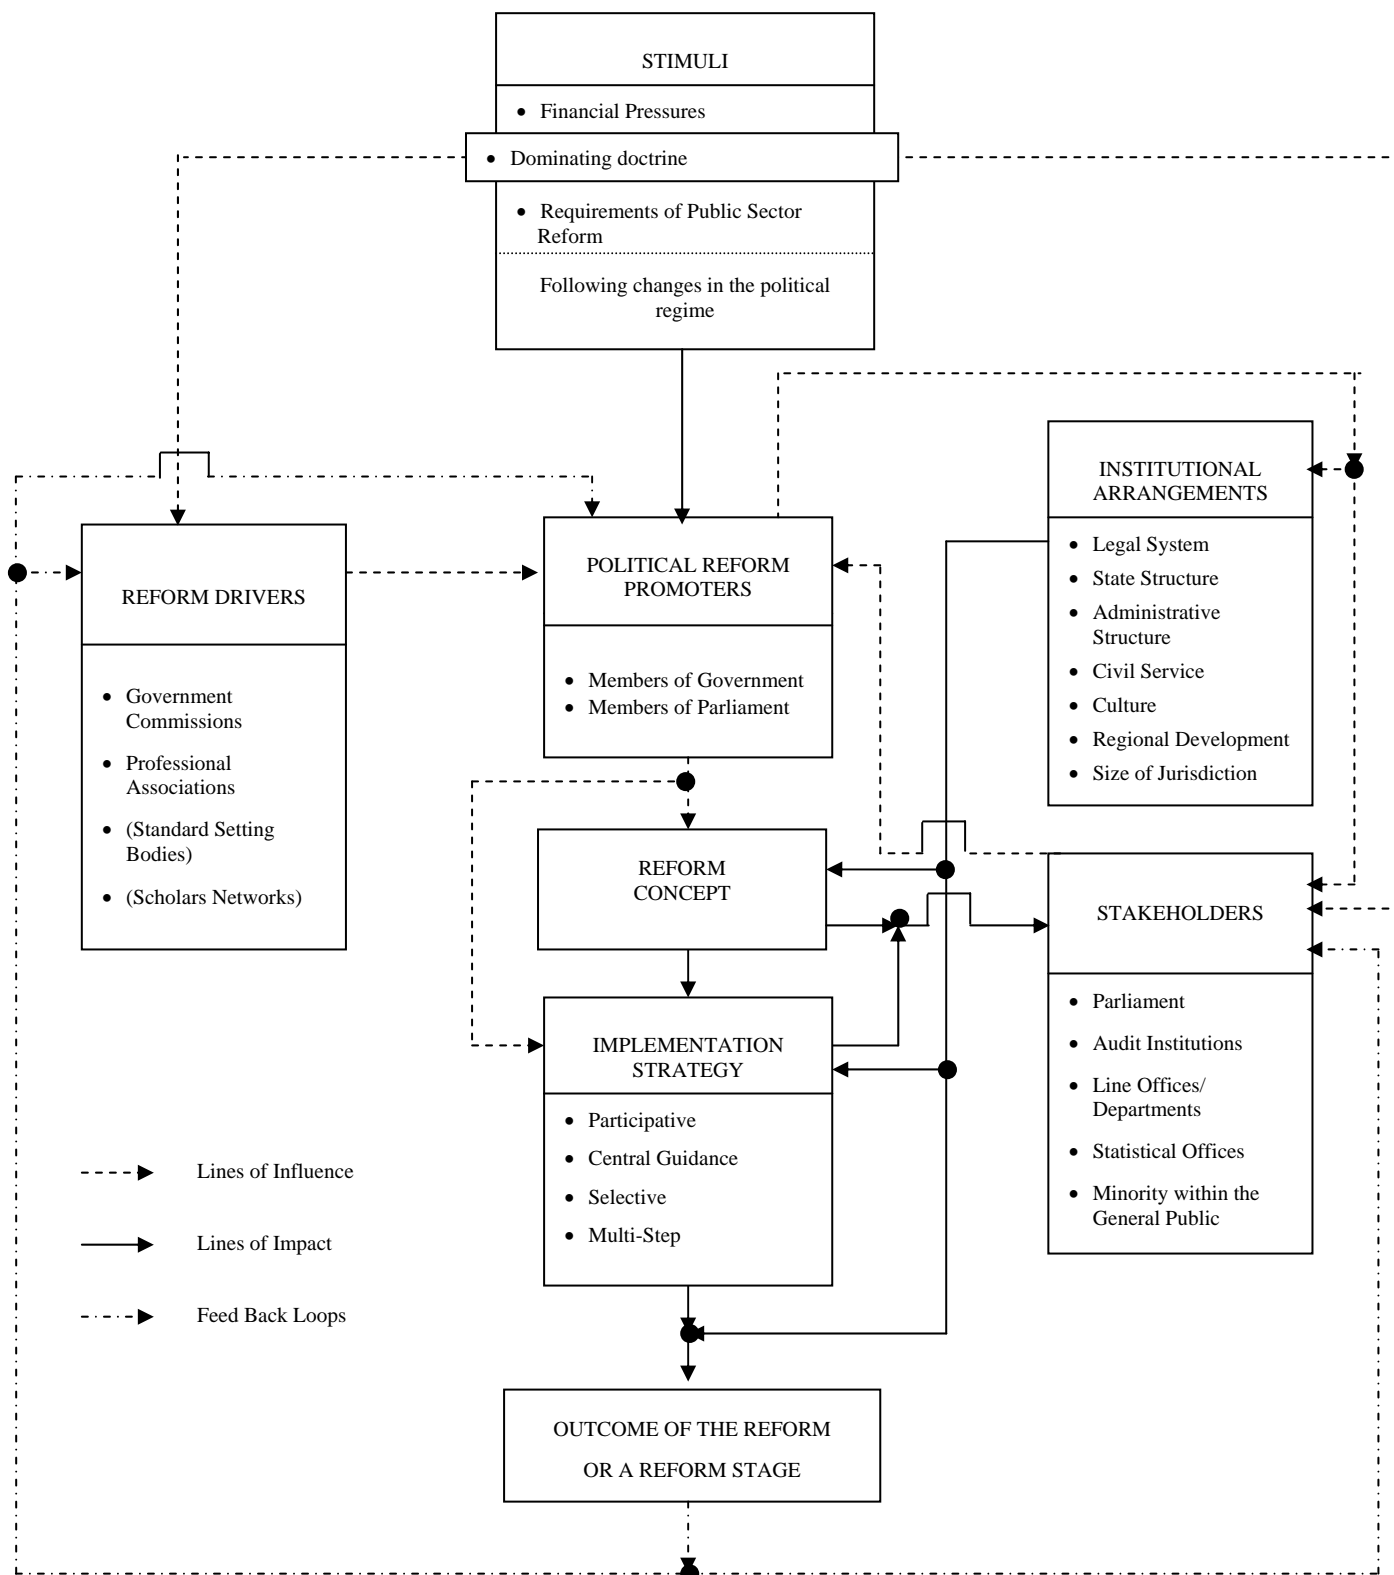 STIMULI
• Financial Pressures
• Dominating doctrine
• Requirements of Public Sector
Reform
Following changes in the political
regime
REFORM DRIVERS
• Government
Commissions
• Professional
Associations
• (Standard Setting
Bodies)
• (Scholars Networks)
POLITICAL REFORM
PROMOTERS
• Members of Government
• Members of Parliament
INSTITUTIONAL
ARRANGEMENTS
• Legal System
• State Structure
• Administrative
Structure
• Civil Service
• Culture
• Regional Development
• Size of Jurisdiction
REFORM
CONCEPT
STAKEHOLDERS
• Parliament
• Audit Institutions
• Line Offices/
Departments
• Statistical Offices
• Minority within the
General Public
IMPLEMENTATION
STRATEGY
• Participative
• Central Guidance
• Selective
• Multi-Step
Lines of Influence
Lines of Impact
Feed Back Loops
OUTCOME OF THE REFORM
OR A REFORM STAGE